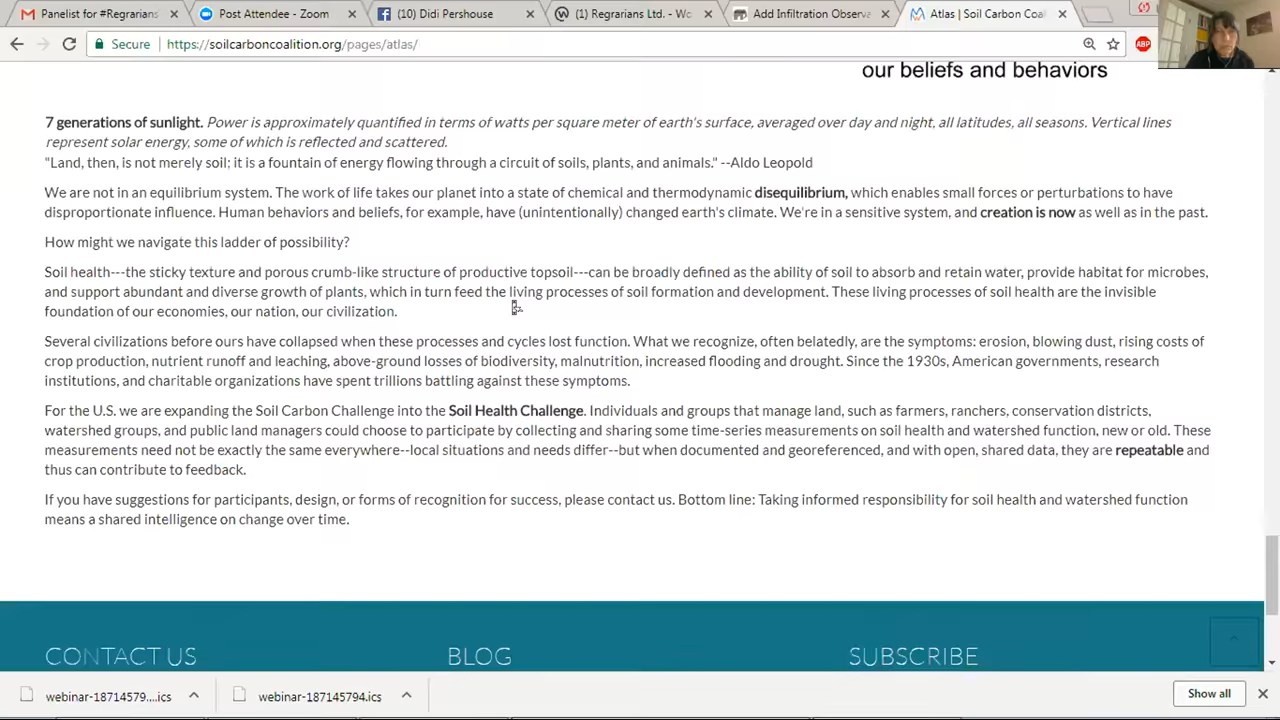 Panelist for #Regrarians
Post Attendee - Zoom
(10) Didi Pershouse
(1) Regrarians Ltd. - Wo
Add Infiltration Observa
Atlas | Soil Carbon Coal
Secure
https://soilcarboncoalition.org/pages/atlas/
ABP
our beliefs and behaviors
7 generations of sunlight. Power is approximately quantified in terms of watts per square meter of earth's surface, averaged over day and night, all latitudes, all seasons. Vertical lines
represent solar energy, some of which is reflected and scattered.
"Land, then, is not merely soil; it is a fountain of energy flowing through a circuit of soils, plants, and animals." --Aldo Leopold
We are not in an equilibrium system. The work of life takes our planet into a state of chemical and thermodynamic disequilibrium, which enables small forces or perturbations to have
disproportionate influence. Human behaviors and beliefs, for example, have (unintentionally) changed earth's climate. We're in a sensitive system, and creation is now as well as in the past.
How might we navigate this ladder of possibility?
Soil health---the sticky texture and porous crumb-like structure of productive topsoil---can be broadly defined as the ability of soil to absorb and retain water, provide habitat for microbes,
and support abundant and diverse growth of plants, which in turn feed the living processes of soil formation and development. These living processes of soil health are the invisible
foundation of our economies, our nation, our civilization.
Several civilizations before ours have collapsed when these processes and cycles lost function. What we recognize, often belatedly, are the symptoms: erosion, blowing dust, rising costs of
crop production, nutrient runoff and leaching, above-ground losses of biodiversity, malnutrition, increased flooding and drought. Since the 1930s, American governments, research
institutions, and charitable organizations have spent trillions battling against these symptoms.
For the U.S. we are expanding the Soil Carbon Challenge into the Soil Health Challenge. Individuals and groups that manage land, such as farmers, ranchers, conservation districts,
watershed groups, and public land managers could choose to participate by collecting and sharing some time-series measurements on soil health and watershed function, new or old. These
measurements need not be exactly the same everywhere--local situations and needs differ--but when documented and georeferenced, and with open, shared data, they are repeatable and
thus can contribute to feedback.
If you have suggestions for participants, design, or forms of recognition for success, please contact us. Bottom line: Taking informed responsibility for soil health and watershed function
means a shared intelligence on change over time.
CONTACT US
BLOG
SUBSCRIBE
webinar-18714579....ics
webinar-187145794.ics
Show all